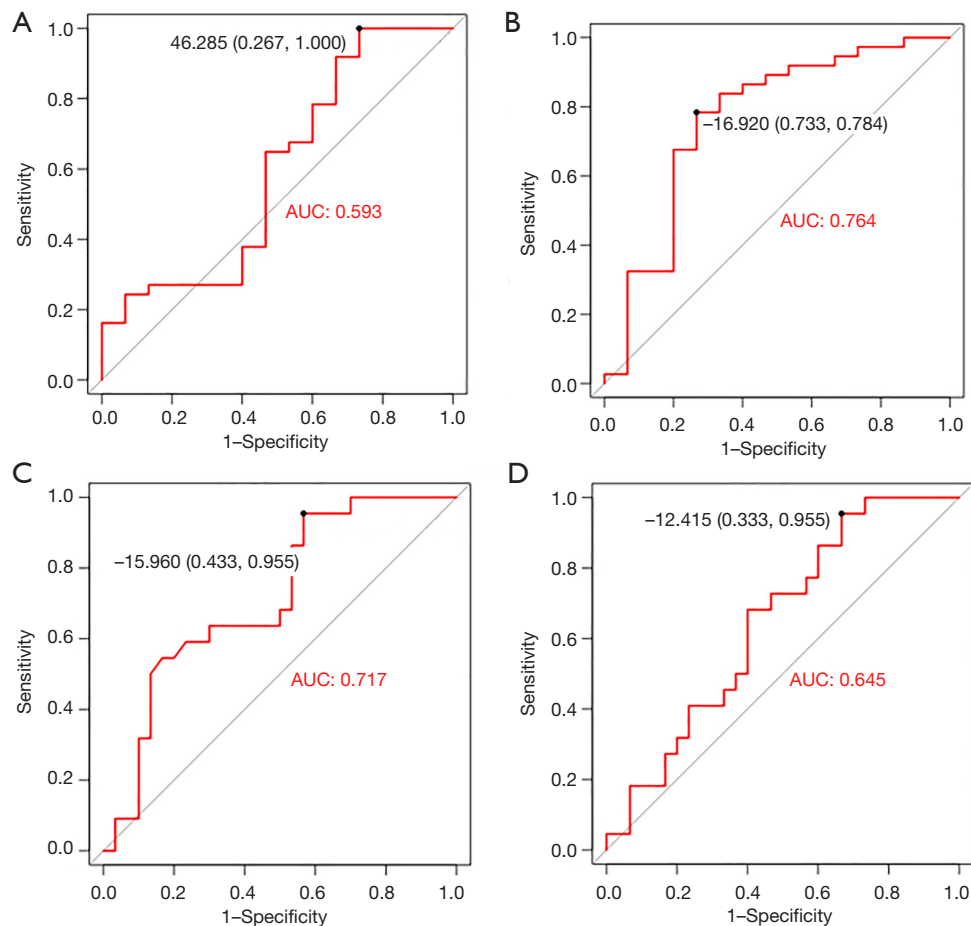 A
1.0
0.8
0.6
0.4
0.2
0.0
Sensitivity
46.285 (0.267, 1.000)
AUC: 0.593
0.0 0.2 0.4 0.6 0.8 1.0
1–Specificity
B
1.0
0.8
0.6
0.4
0.2
0.0
Sensitivity
−16.920 (0.733, 0.784)
AUC: 0.764
0.0 0.2 0.4 0.6 0.8 1.0
1–Specificity
C
1.0
0.8
0.6
0.4
0.2
0.0
Sensitivity
−15.960 (0.433, 0.955)
AUC: 0.717
0.0 0.2 0.4 0.6 0.8 1.0
1–Specificity
D
1.0
0.8
0.6
0.4
0.2
0.0
Sensitivity
−12.415 (0.333, 0.955)
AUC: 0.645
0.0 0.2 0.4 0.6 0.8 1.0
1–Specificity